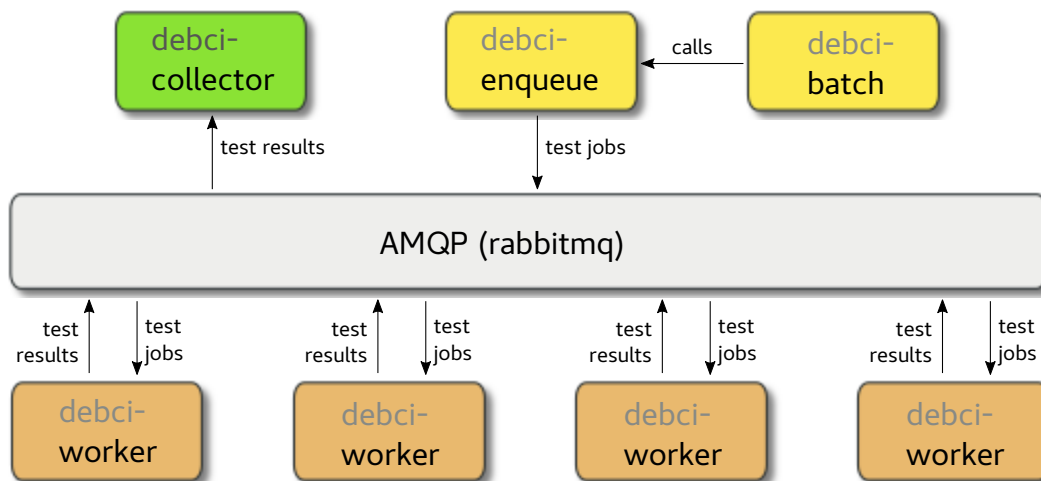 debci-
collector
debci-
enqueue
calls
debci-
batch
test results
test jobs
AMQP (rabbitmq)
test
results
test
jobs
test
results
test
jobs
test
results
test
jobs
test
results
test
jobs
debci-
worker
debci-
worker
debci-
worker
debci-
worker